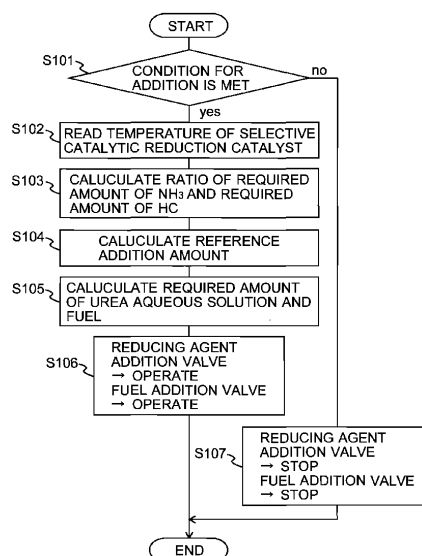 START
S101
CONDITION FOR
ADDITION IS MET
no
yes
S102
READ TEMPERATURE OF SELECTIVE
CATALYTIC REDUCTION CATALYST
S103
CALUCULATE RATIO OF REQUIRED
AMOUNT OF NH3 AND REQUIRED
AMOUNT OF HC
S104
CALUCULATE REFERENCE
ADDITION AMOUNT
S105
CALUCULATE REQUIRED AMOUNT
OF UREA AQUEOUS SOLUTION AND
FUEL
S106
REDUCING AGENT
ADDITION VALVE
→ OPERATE
FUEL ADDITION VALVE
→ OPERATE
S107
REDUCING AGENT
ADDITION VALVE
→ STOP
FUEL ADDITION VALVE
→ STOP
END